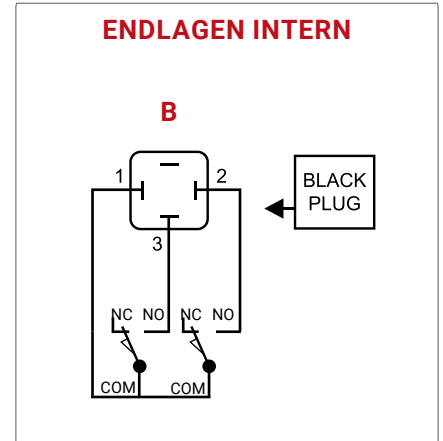 ENDLAGEN INTERN
B
1 2
3
BLACK
PLUG
NC NO NC NO
COM COM